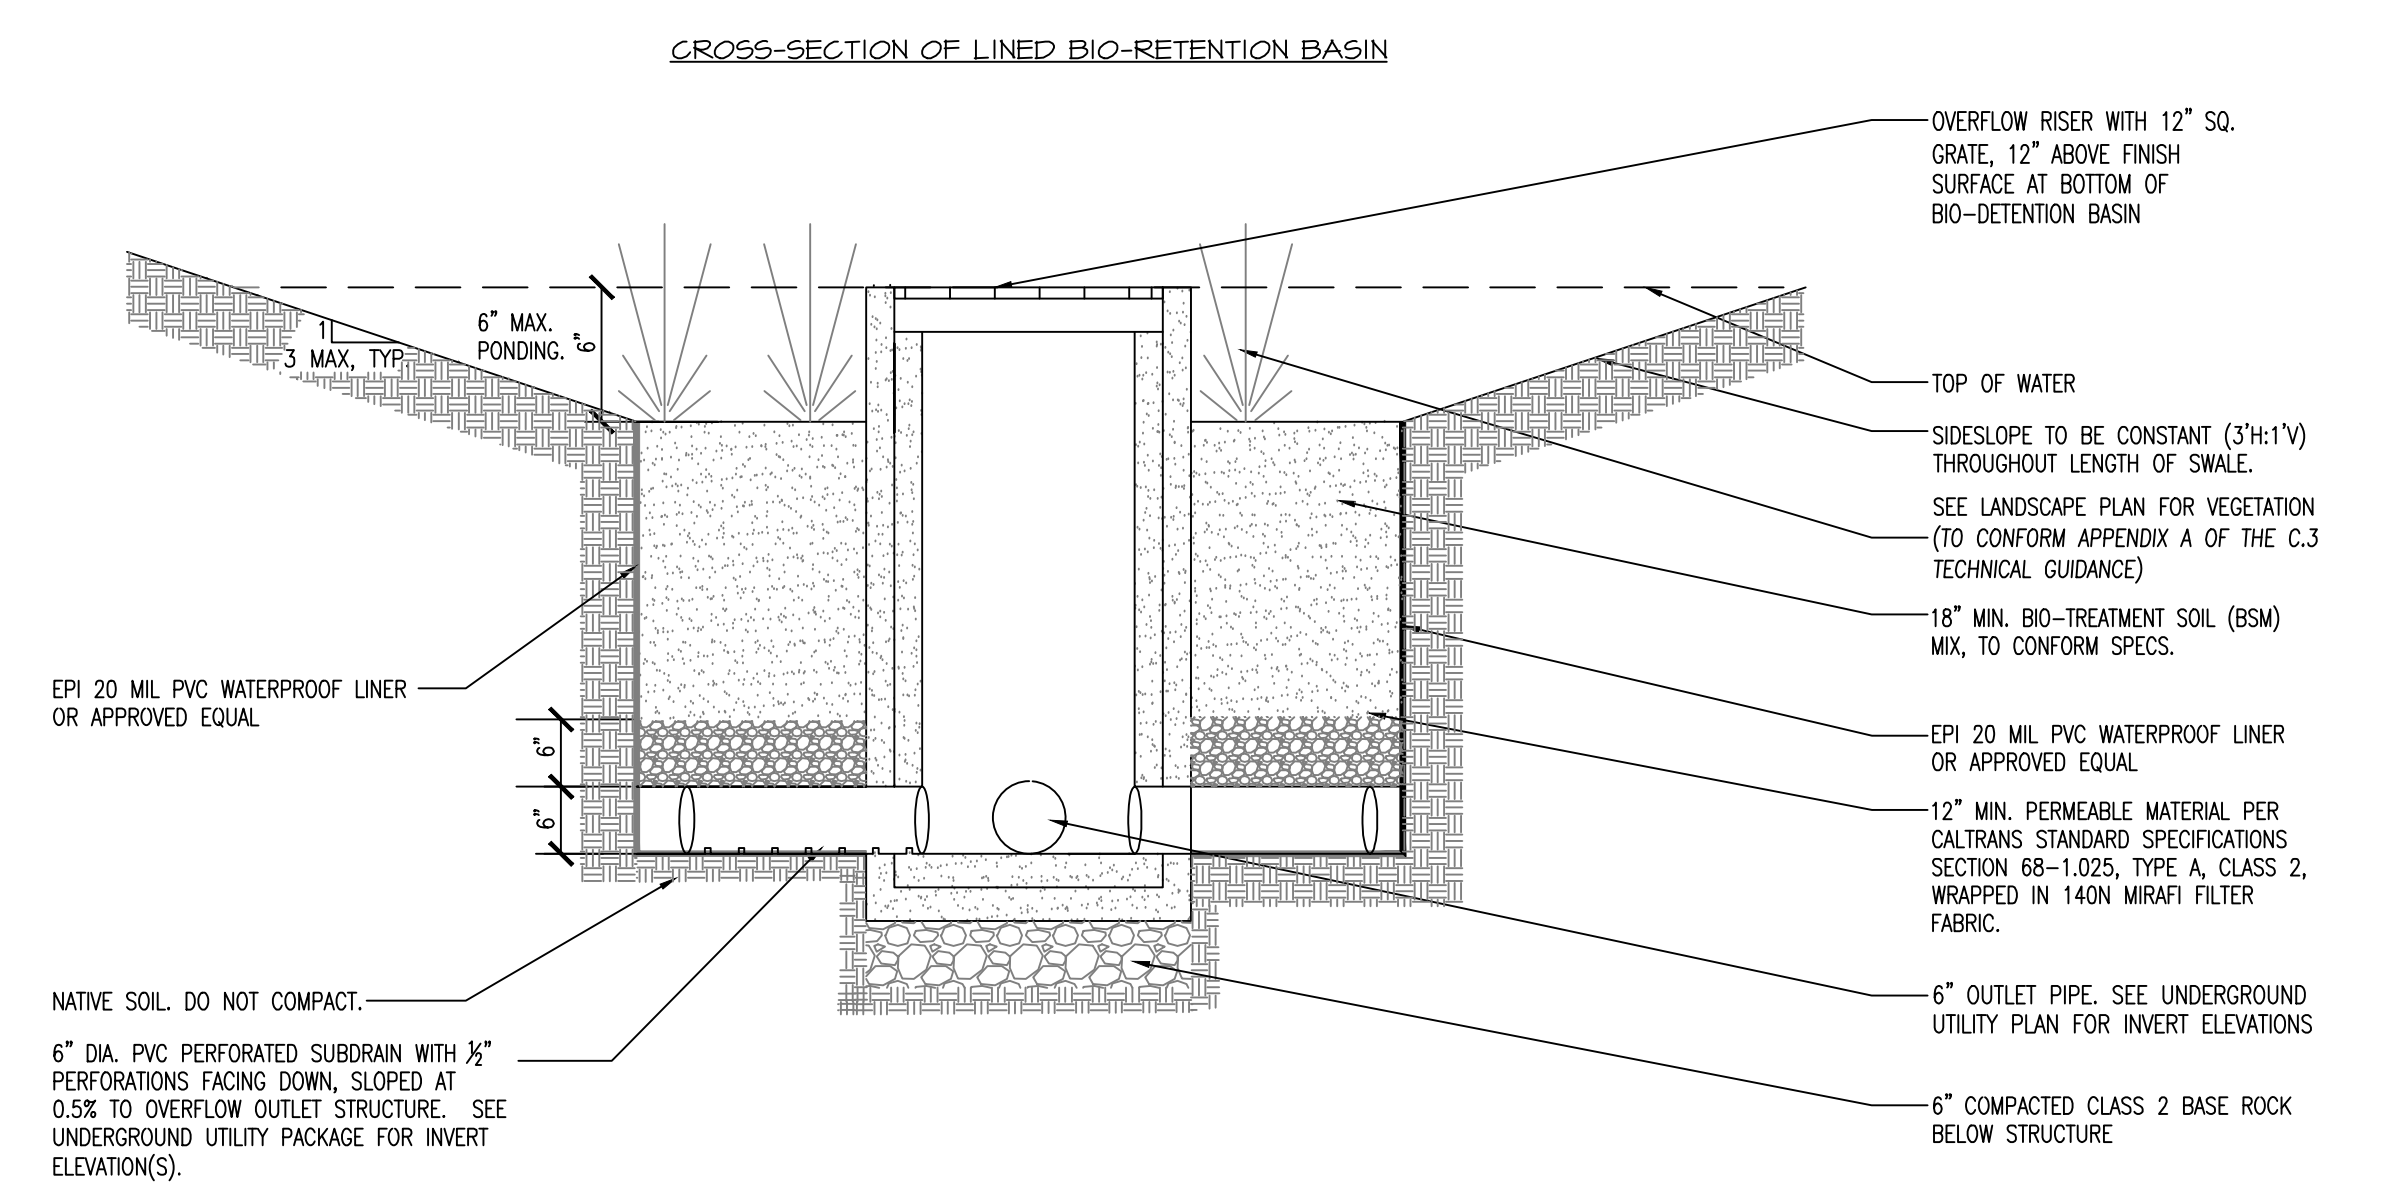 CROSS-SECTION OF LINED BIO-RETENTION BASIN
OVERFLOW RISER WITH 12" SQ.
GRATE, 12" ABOVE FINISH
SURFACE AT BOTTOM OF
BIO-DETENTION BASIN
1
3 MAX, TYP.
6" MAX.
PONDING.
6"
TOP OF WATER
SIDESLOPE TO BE CONSTANT (3'H:1'V)
THROUGHOUT LENGTH OF SWALE.
SEE LANDSCAPE PLAN FOR VEGETATION
(TO CONFORM APPENDIX A OF THE C.3
TECHNICAL GUIDANCE)
18" MIN. BIO-TREATMENT SOIL (BSM)
MIX, TO CONFORM SPECS.
EPI 20 MIL PVC WATERPROOF LINER
OR APPROVED EQUAL
EPI 20 MIL PVC WATERPROOF LINER
OR APPROVED EQUAL
6"
6"
12" MIN. PERMEABLE MATERIAL PER
CALTRANS STANDARD SPECIFICATIONS
SECTION 68-1.025, TYPE A, CLASS 2,
WRAPPED IN 140N MIRAFI FILTER
FABRIC.
NATIVE SOIL. DO NOT COMPACT.
6" OUTLET PIPE. SEE UNDERGROUND
UTILITY PLAN FOR INVERT ELEVATIONS
6" DIA. PVC PERFORATED SUBDRAIN WITH ½"
PERFORATIONS FACING DOWN, SLOPED AT
0.5% TO OVERFLOW OUTLET STRUCTURE. SEE
UNDERGROUND UTILITY PACKAGE FOR INVERT
ELEVATION(S).
6" COMPACTED CLASS 2 BASE ROCK
BELOW STRUCTURE